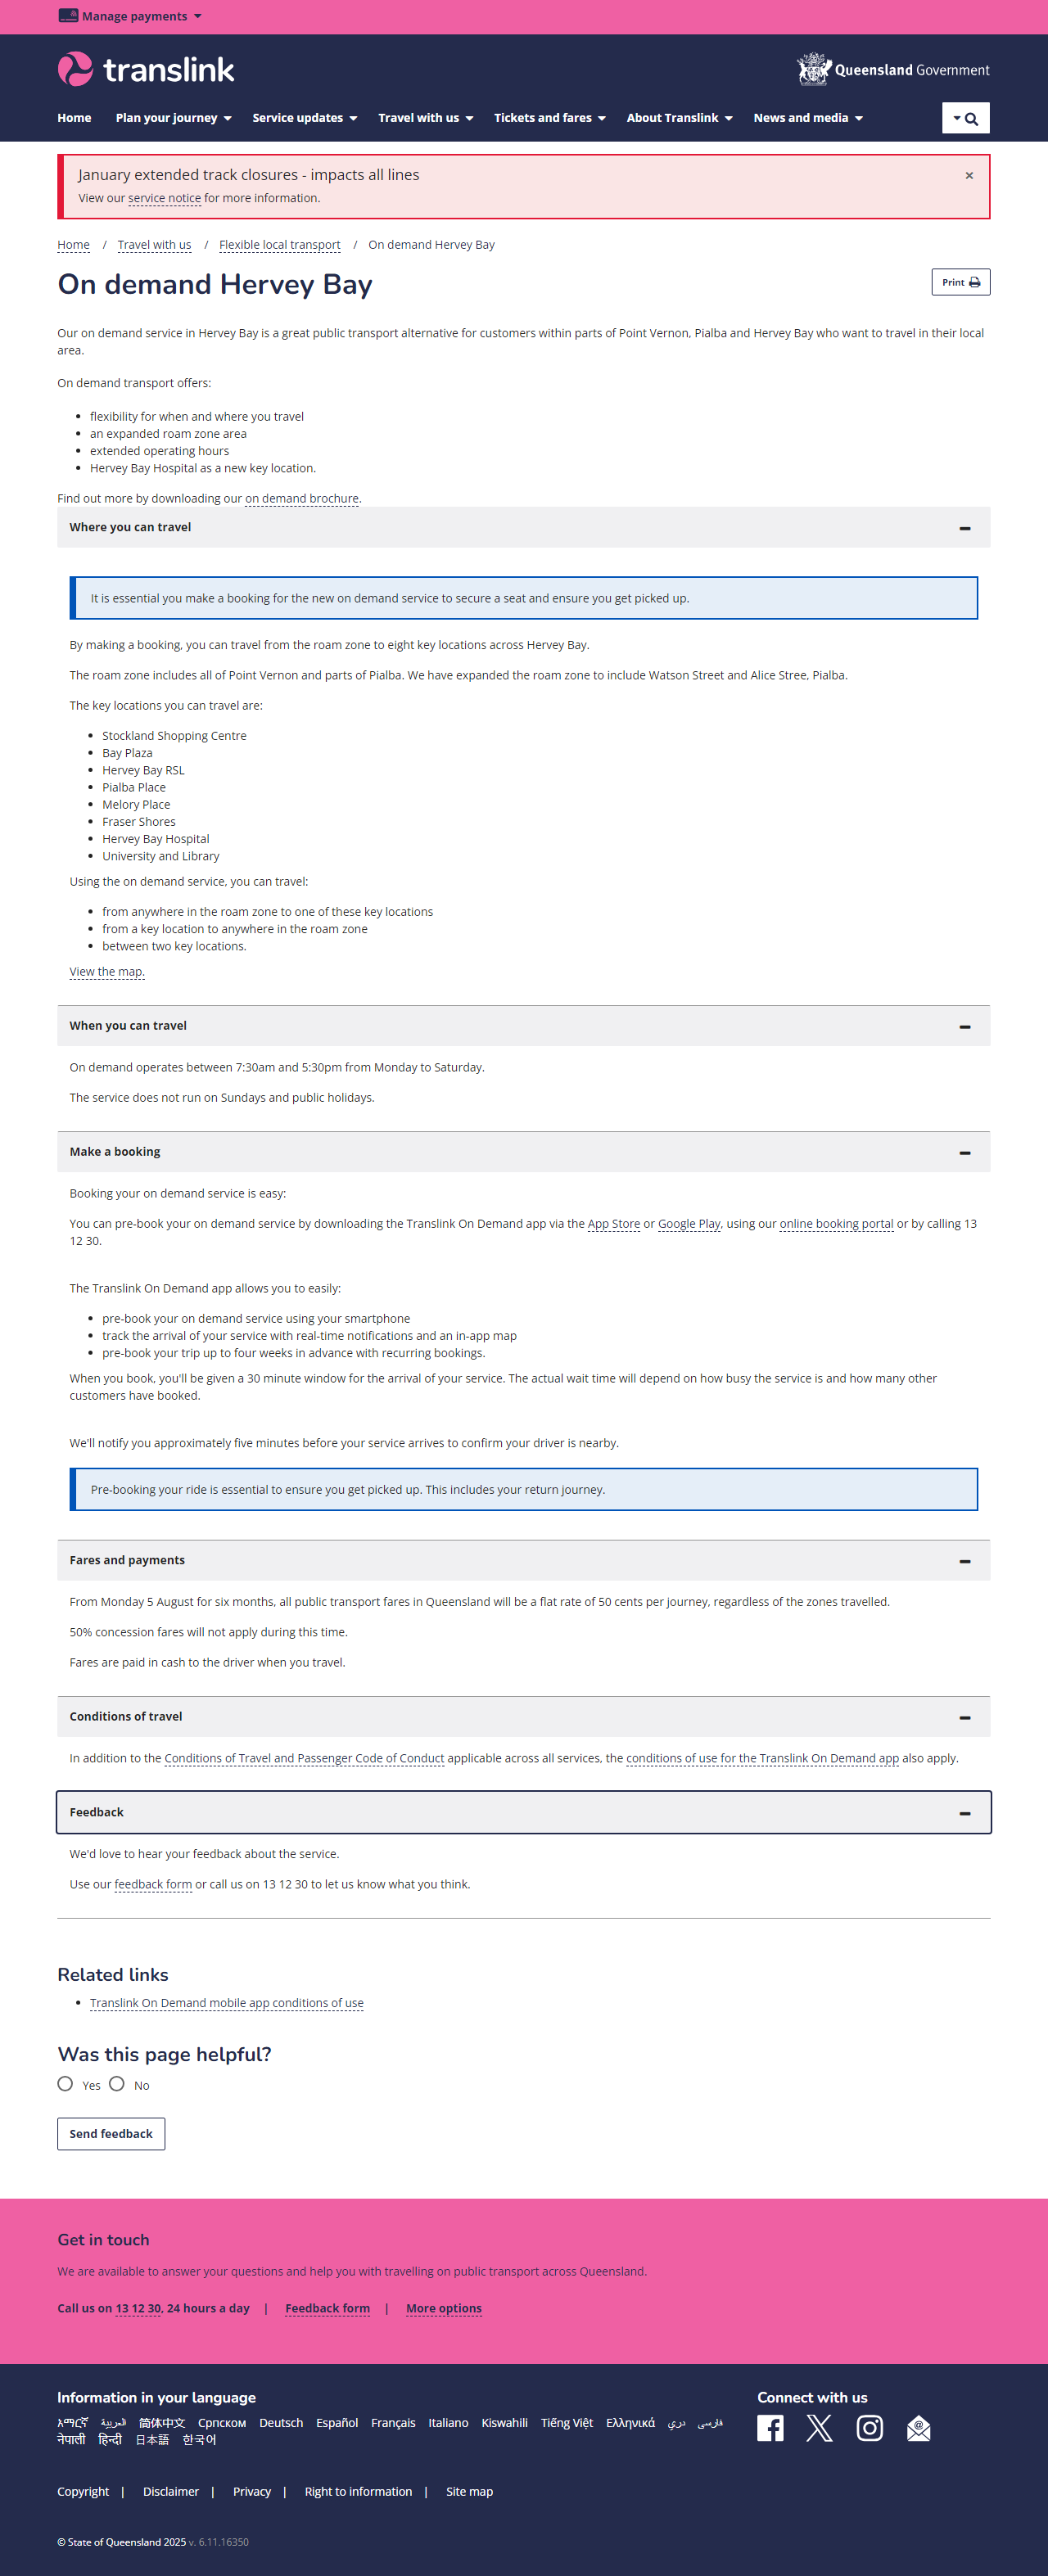 Manage payments
translink
Queensland Government
Home Plan your journey Service updates Travel with us Tickets and fares About Translink News and media
January extended track closures - impacts all lines ×
View our service notice for more information.
Home / Travel with us / Flexible local transport / On demand Hervey Bay
On demand Hervey Bay
Print
Our on demand service in Hervey Bay is a great public transport alternative for customers within parts of Point Vernon, Pialba and Hervey Bay who want to travel in their local
area.
On demand transport offers:
flexibility for when and where you travel
an expanded roam zone area
extended operating hours
Hervey Bay Hospital as a new key location.
Find out more by downloading our on demand brochure.
Where you can travel
It is essential you make a booking for the new on demand service to secure a seat and ensure you get picked up.
By making a booking, you can travel from the roam zone to eight key locations across Hervey Bay.
The roam zone includes all of Point Vernon and parts of Pialba. We have expanded the roam zone to include Watson Street and Alice Stree, Pialba.
The key locations you can travel are:
Stockland Shopping Centre
Bay Plaza
Hervey Bay RSL
Pialba Place
Melory Place
Fraser Shores
Hervey Bay Hospital
University and Library
Using the on demand service, you can travel:
from anywhere in the roam zone to one of these key locations
from a key location to anywhere in the roam zone
between two key locations.
View the map.
When you can travel
On demand operates between 7:30am and 5:30pm from Monday to Saturday.
The service does not run on Sundays and public holidays.
Make a booking
Booking your on demand service is easy:
You can pre-book your on demand service by downloading the Translink On Demand app via the App Store or Google Play, using our online booking portal or by calling 13
12 30.
The Translink On Demand app allows you to easily:
pre-book your on demand service using your smartphone
track the arrival of your service with real-time notifications and an in-app map
pre-book your trip up to four weeks in advance with recurring bookings.
When you book, you'll be given a 30 minute window for the arrival of your service. The actual wait time will depend on how busy the service is and how many other
customers have booked.
We'll notify you approximately five minutes before your service arrives to confirm your driver is nearby.
Pre-booking your ride is essential to ensure you get picked up. This includes your return journey.
Fares and payments
From Monday 5 August for six months, all public transport fares in Queensland will be a flat rate of 50 cents per journey, regardless of the zones travelled.
50% concession fares will not apply during this time.
Fares are paid in cash to the driver when you travel.
Conditions of travel
In addition to the Conditions of Travel and Passenger Code of Conduct applicable across all services, the conditions of use for the Translink On Demand app also apply.
Feedback
We'd love to hear your feedback about the service.
Use our feedback form or call us on 13 12 30 to let us know what you think.
Related links
Translink On Demand mobile app conditions of use
Was this page helpful?
Yes No
Send feedback
Get in touch
We are available to answer your questions and help you with travelling on public transport across Queensland.
Call us on 13 12 30, 24 hours a day | Feedback form | More options
Information in your language
አማርኛ العربية 简体中文 Српском Deutsch Español Français Italiano Kiswahili Tiếng Việt Ελληνικά دري فارسی
नेपाली हिन्दी 日本語 한국어
Connect with us
Copyright | Disclaimer | Privacy | Right to information | Site map
© State of Queensland 2025 v. 6.11.16350